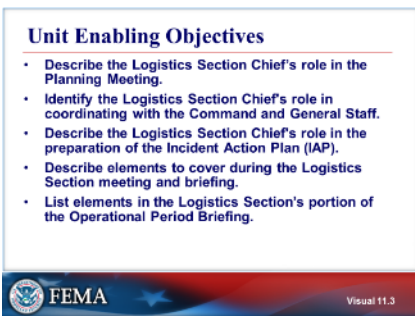 Unit Enabling Objectives
• Describe the Logistics Section Chief's role in the
Planning Meeting.
• Identify the Logistics Section Chief's role in
coordinating with the Command and General Staff.
• Describe the Logistics Section Chief's role in the
preparation of the Incident Action Plan (IAP).
• Describe elements to cover during the Logistics
Section meeting and briefing.
• List elements in the Logistics Section's portion of
the Operational Period Briefing.
FEMA
Visual 11.3